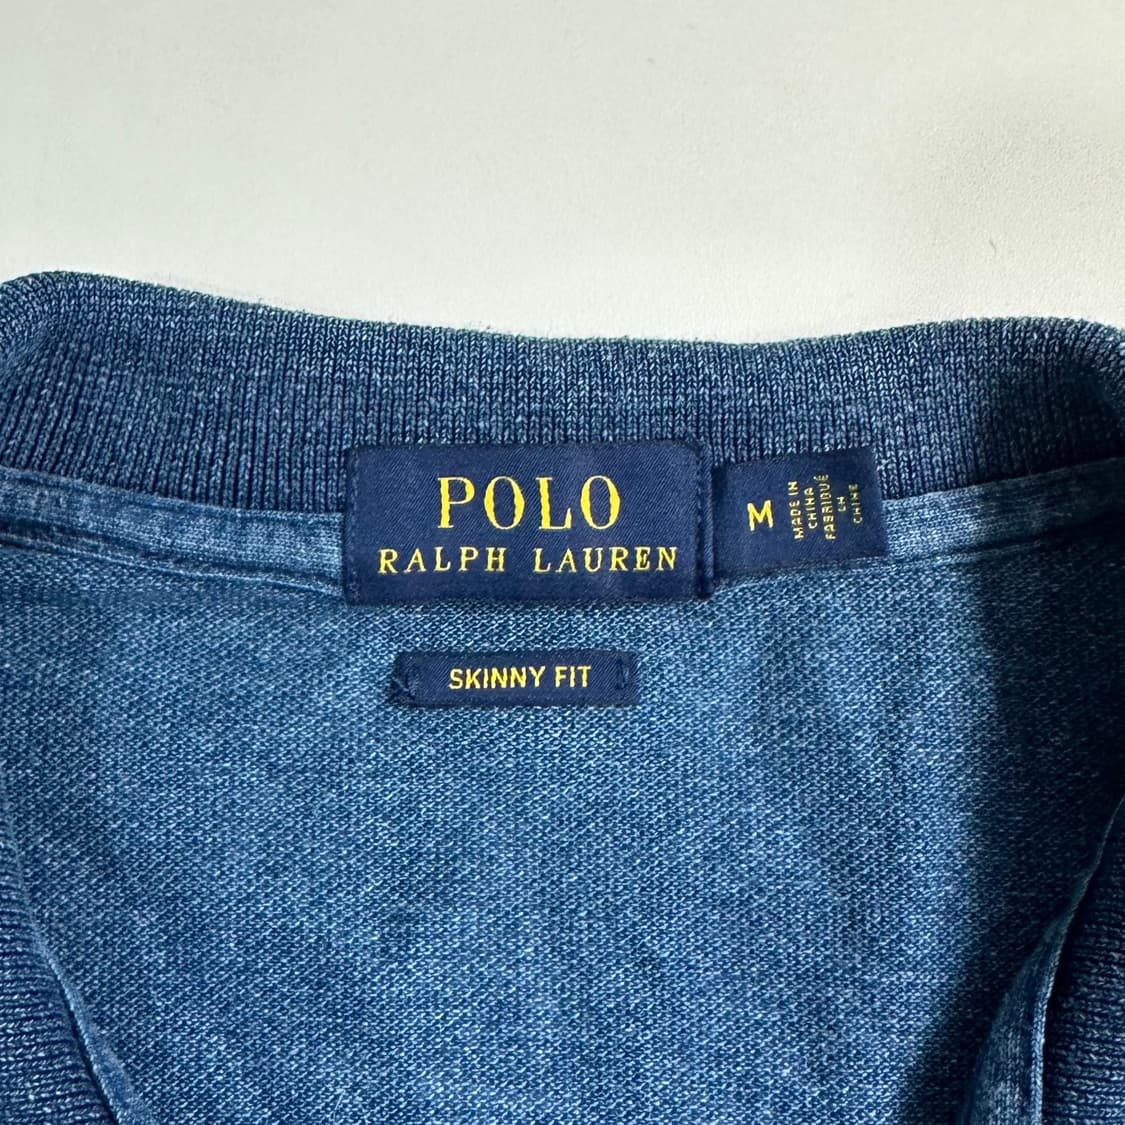 POLO
RALPH LAUREN
M
MADE IN
CHINA
FABRIQUÉ
EN
CHINE
SKINNY FIT